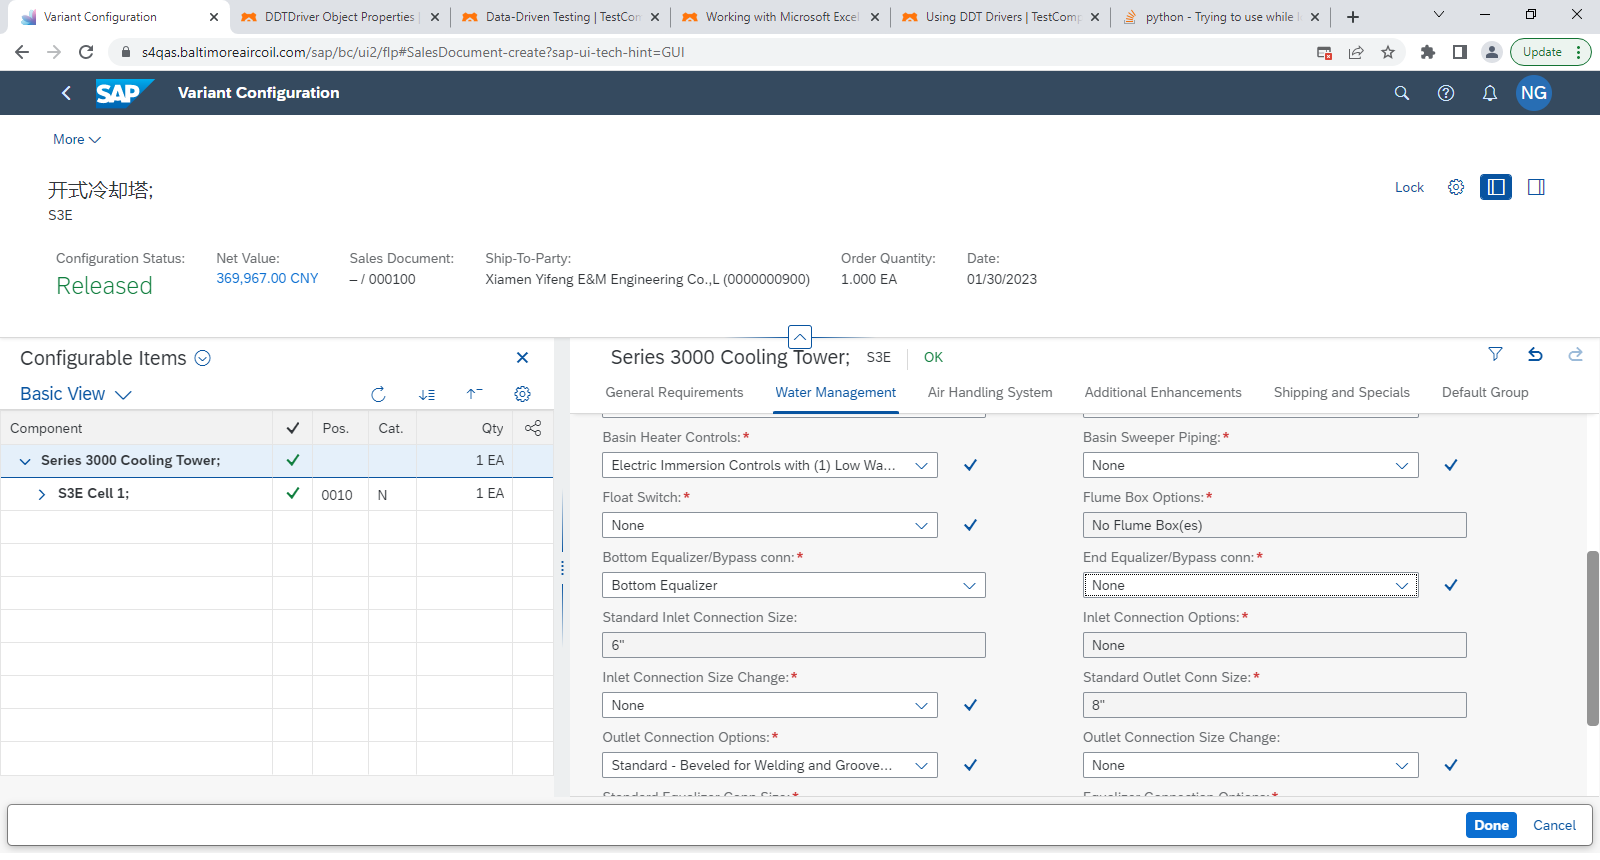 Variant Configuration
DDTDriver Object Properties
Data-Driven Testing | TestCom
Working with Microsoft Excel
Using DDT Drivers | TestComp
python - Trying to use while l
s4qas.baltimoreaircoil.com/sap/bc/ui2/flp#SalesDocument-create?sap-ui-tech-hint=GUI
Update
SAP
Variant Configuration
NG
More
开式冷却塔;
S3E
Lock
Configuration Status:
Net Value:
Sales Document:
Ship-To-Party:
Order Quantity:
Date:
Released
369,967.00 CNY
– / 000100
Xiamen Yifeng E&M Engineering Co.,L (0000000900)
1.000 EA
01/30/2023
Configurable Items
Basic View
Component
Pos.
Cat.
Qty
Series 3000 Cooling Tower;
1 EA
S3E Cell 1;
0010
N
1 EA
Series 3000 Cooling Tower;
S3E
OK
General Requirements
Water Management
Air Handling System
Additional Enhancements
Shipping and Specials
Default Group
Basin Heater Controls:*
Basin Sweeper Piping:*
Electric Immersion Controls with (1) Low Wa...
None
Float Switch:*
Flume Box Options:*
None
No Flume Box(es)
Bottom Equalizer/Bypass conn:*
End Equalizer/Bypass conn:*
Bottom Equalizer
None
Standard Inlet Connection Size:
Inlet Connection Options:*
6"
None
Inlet Connection Size Change:*
Standard Outlet Conn Size:*
None
8"
Outlet Connection Options:*
Outlet Connection Size Change:
Standard - Beveled for Welding and Groove...
None
Standard Equalizer Conn Size:*
Equalizer Connection Options:*
Done
Cancel